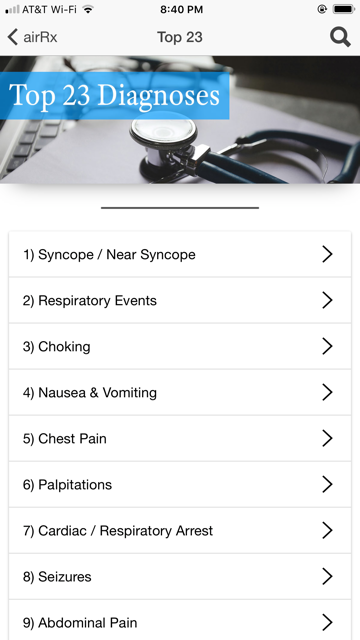 AT&T Wi-Fi 8:40 PM
airRx Top 23
Top 23 Diagnoses
1) Syncope / Near Syncope
2) Respiratory Events
3) Choking
4) Nausea & Vomiting
5) Chest Pain
6) Palpitations
7) Cardiac / Respiratory Arrest
8) Seizures
9) Abdominal Pain